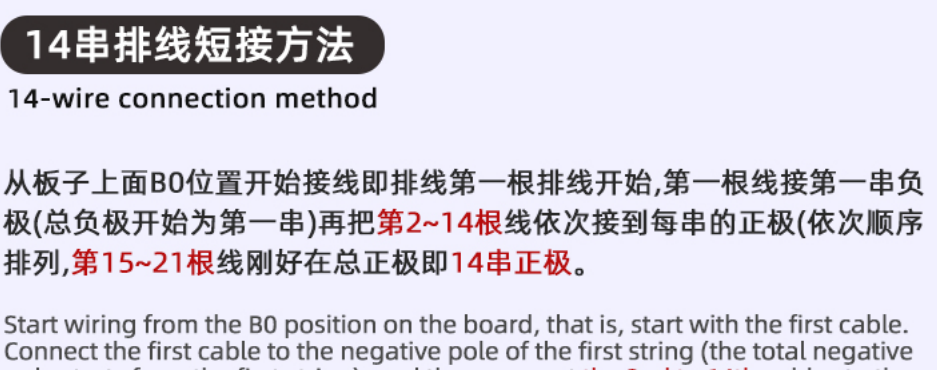 14串排线短接方法
14-wire connection method
从板子上面B0位置开始接线即排线第一根排线开始,第一根线接第一串负
极(总负极开始为第一串)再把第2~14根线依次接到每串的正极(依次顺序
排列,第15~21根线刚好在总正极即14串正极。
Start wiring from the B0 position on the board, that is, start with the first cable.
Connect the first cable to the negative pole of the first string (the total negative